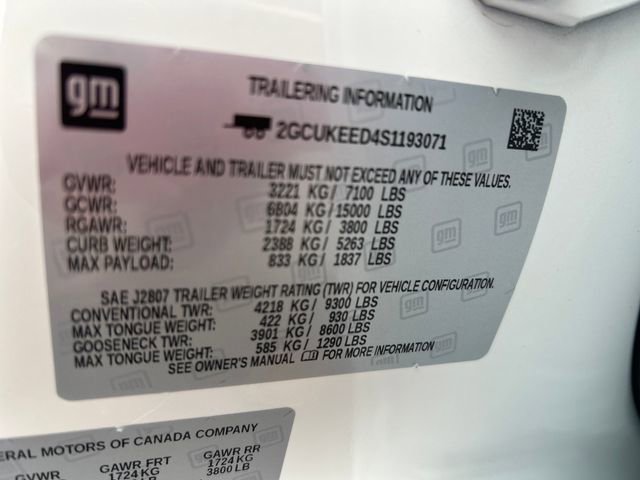 gm
TRAILERING INFORMATION
2GCUKEED4S1193071
VEHICLE AND TRAILER MUST NOT EXCEED ANY OF THESE VALUES.
GVWR: 3221 KG/ 7100 LBS
GCWR: 6804 KG/15000 LBS
RGAWR: 1724 KG/ 3800 LBS
CURB WEIGHT: 2388 KG/ 5263 LBS
MAX PAYLOAD: 833 KG/ 1837 LBS
SAE J2807 TRAILER WEIGHT RATING (TWR) FOR VEHICLE CONFIGURATION.
CONVENTIONAL TWR: 4218 KG/ 9300 LBS
MAX TONGUE WEIGHT: 422 KG/ 930 LBS
GOOSENECK TWR: 3901 KG/ 8600 LBS
MAX TONGUE WEIGHT: 585 KG/ 1290 LBS
SEE OWNER'S MANUAL FOR MORE INFORMATION
ERAL MOTORS OF CANADA COMPANY
GVWR GAWR FRT GAWR RR
1724 KG 1724 KG
3800 LB